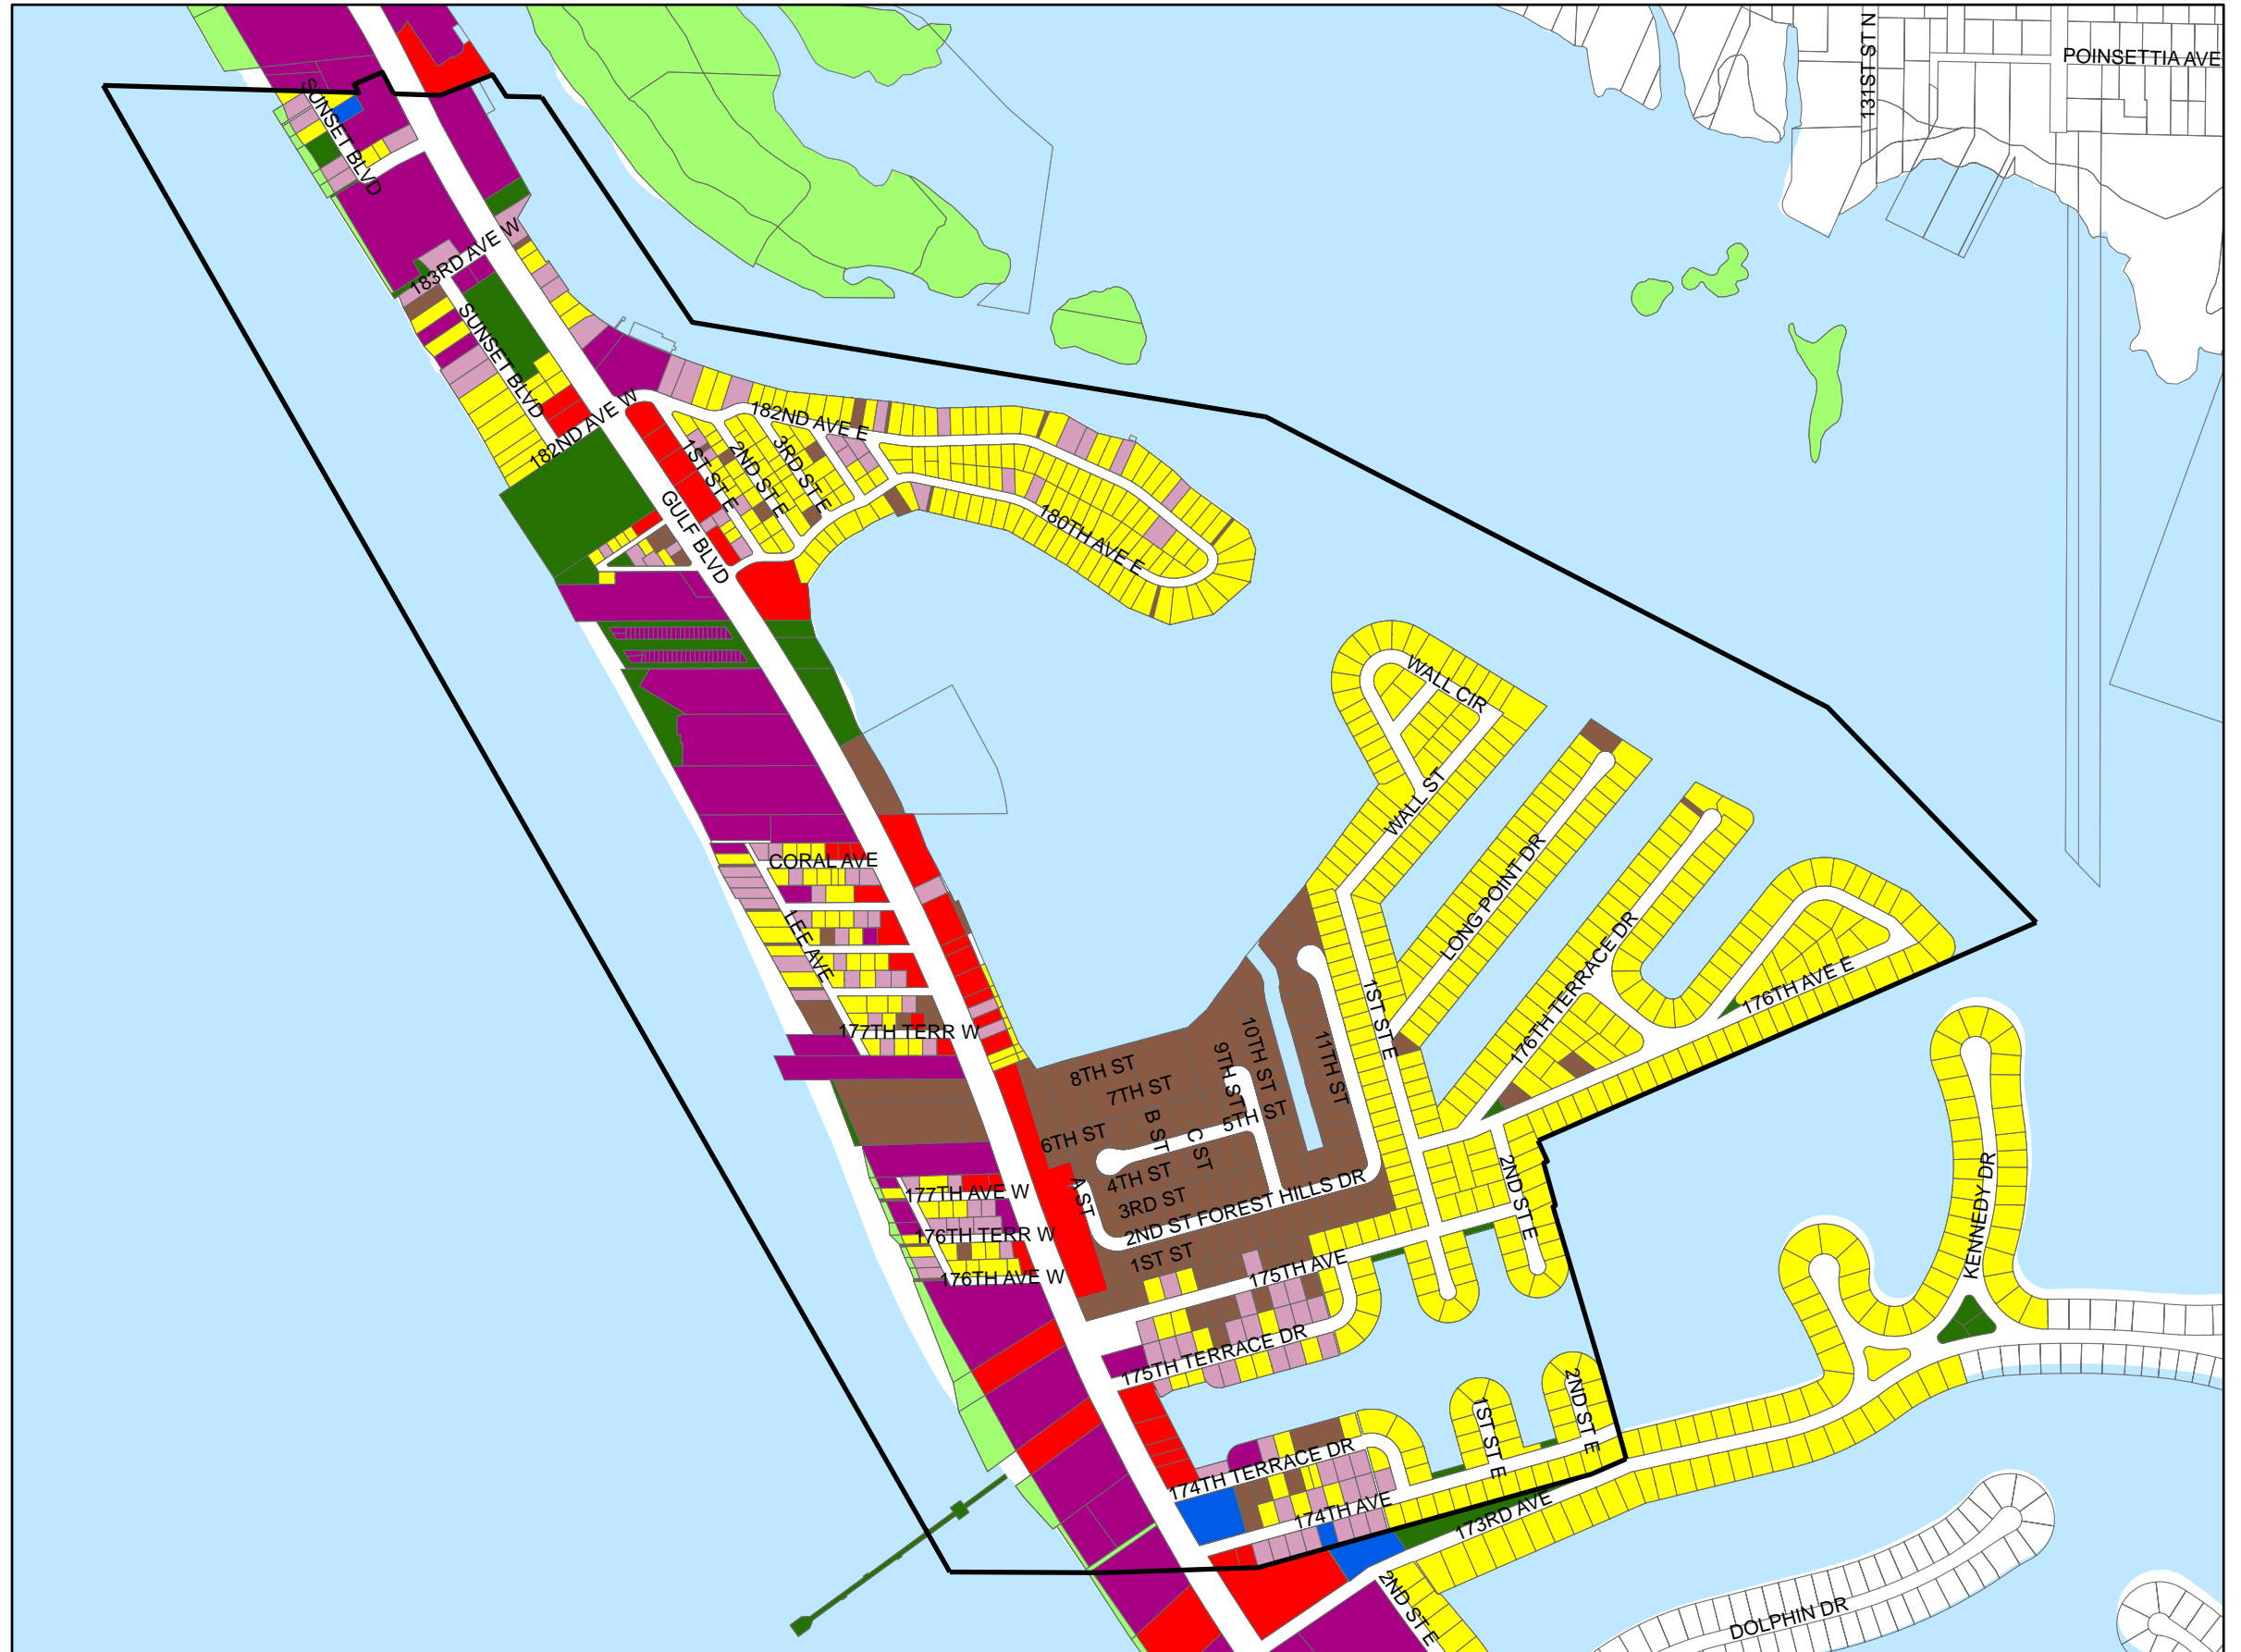 131ST ST N
POINSETTIA AVE
SUNSET BLVD
183RD AVE W
SUNSET BLVD
182ND AVE W
182ND AVE E
1ST ST E
2ND ST E
3RD ST E
GULF BLVD
180TH AVE E
WALL CIR
WALL ST
LONG POINT DR
CORAL AVE
LEE AVE
176TH TERRACE DR
176TH AVE E
1ST ST E
177TH TERR W
8TH ST
7TH ST
9TH ST
10TH ST
11TH ST
6TH ST
B ST
C ST
5TH ST
4TH ST
3RD ST
A ST
2ND ST FOREST HILLS DR
1ST ST
2ND ST E
KENNEDY DR
177TH AVE W
176TH TERR W
176TH AVE W
175TH AVE
175TH TERRACE DR
174TH TERRACE DR
174TH AVE
1ST ST E
2ND ST E
173RD AVE
2ND ST E
DOLPHIN DR